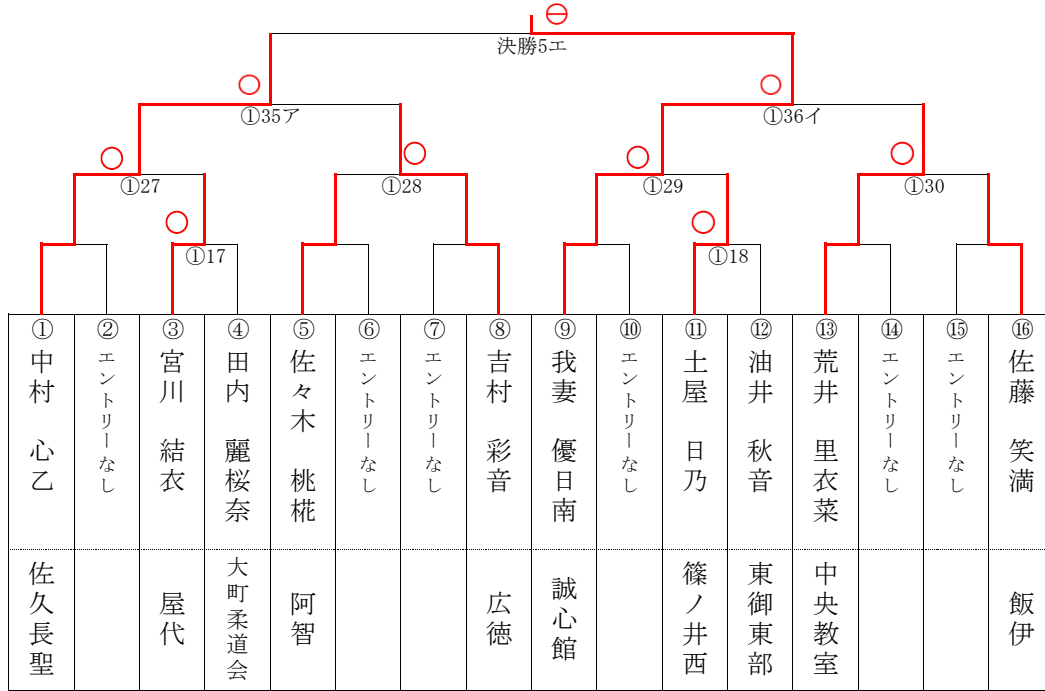 決勝5エ
①35ア
①36イ
①27
①28
①29
①30
①17
①18
①
②
③
④
⑤
⑥
⑦
⑧
⑨
⑩
⑪
⑫
⑬
⑭
⑮
⑯
中村 心乙
エントリーなし
宮川 結衣
田内 麗桜奈
佐々木 桃椛
エントリーなし
エントリーなし
吉村 彩音
我妻 優日南
エントリーなし
土屋 日乃
油井 秋音
荒井 里衣菜
エントリーなし
エントリーなし
佐藤 笑満
佐久長聖
屋代
大町柔道会
阿智
広徳
誠心館
篠ノ井西
東御東部
中央教室
飯伊